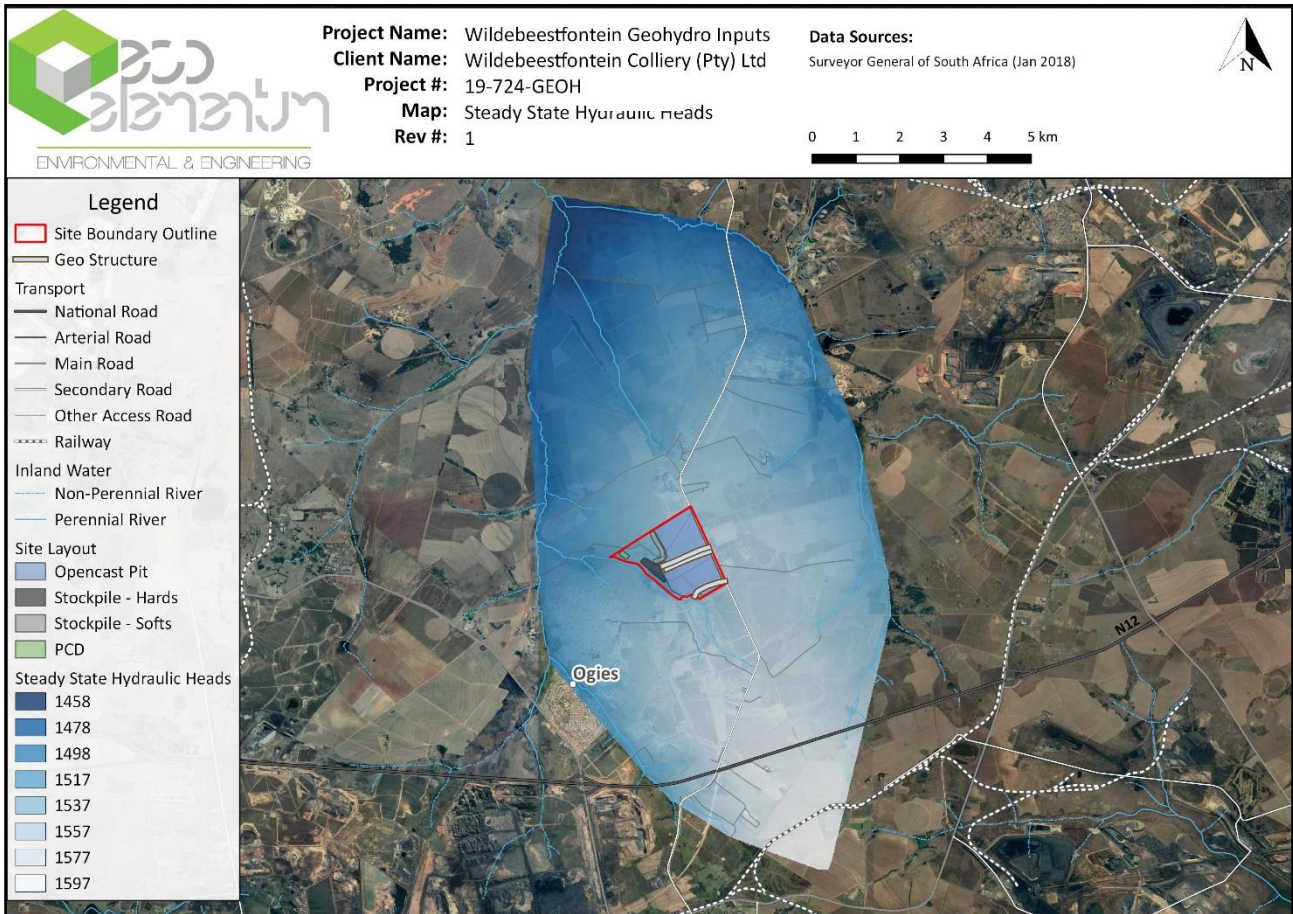 eco
elementum
ENVIRONMENTAL & ENGINEERING
Project Name: Wildebeestfontein Geohydro Inputs
Client Name: Wildebeestfontein Colliery (Pty) Ltd
Project #: 19-724-GEOH
Map: Steady State Hydraulic Heads
Rev #: 1
Data Sources:
Surveyor General of South Africa (Jan 2018)
0 1 2 3 4 5 km
N
Legend
Site Boundary Outline
Geo Structure
Transport
National Road
Arterial Road
Main Road
Secondary Road
Other Access Road
Railway
Inland Water
Non-Perennial River
Perennial River
Site Layout
Opencast Pit
Stockpile - Hards
Stockpile - Softs
PCD
Steady State Hydraulic Heads
1458
1478
1498
1517
1537
1557
1577
1597
N12
Ogies
N12